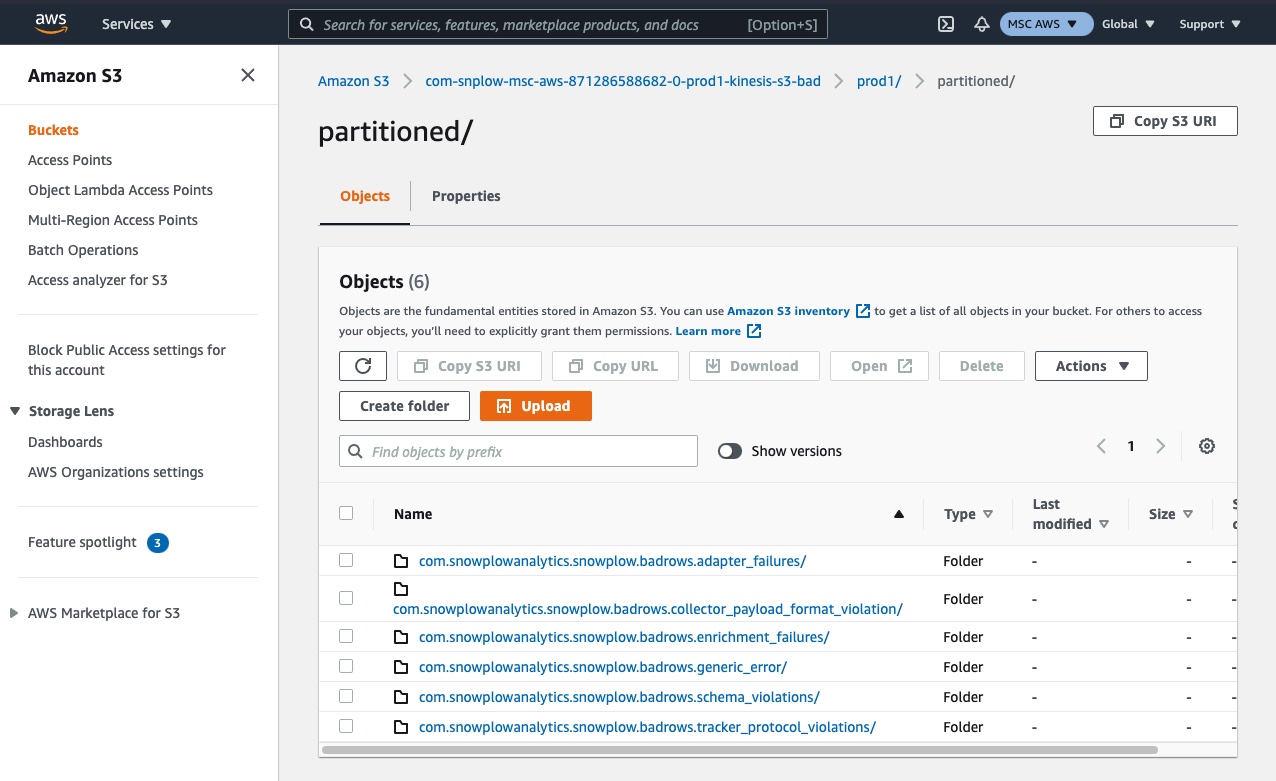 aws
Services
Search for services, features, marketplace products, and docs [Option+S]
MSC AWS
Global
Support
Amazon S3
Buckets
Access Points
Object Lambda Access Points
Multi-Region Access Points
Batch Operations
Access analyzer for S3
Block Public Access settings for
this account
Storage Lens
Dashboards
AWS Organizations settings
Feature spotlight 3
AWS Marketplace for S3
Amazon S3 com-snplow-msc-aws-871286588682-0-prod1-kinesis-s3-bad prod1/ partitioned/
partitioned/
Copy S3 URI
Objects Properties
Objects (6)
Objects are the fundamental entities stored in Amazon S3. You can use Amazon S3 inventory to get a list of all objects in your bucket. For others to access
your objects, you'll need to explicitly grant them permissions. Learn more
Copy S3 URI Copy URL Download Open Delete Actions
Create folder Upload
Find objects by prefix Show versions 1
Name Type Last modified Size
com.snowplowanalytics.snowplow.badrows.adapter_failures/ Folder - - -
com.snowplowanalytics.snowplow.badrows.collector_payload_format_violation/ Folder - - -
com.snowplowanalytics.snowplow.badrows.enrichment_failures/ Folder - - -
com.snowplowanalytics.snowplow.badrows.generic_error/ Folder - - -
com.snowplowanalytics.snowplow.badrows.schema_violations/ Folder - - -
com.snowplowanalytics.snowplow.badrows.tracker_protocol_violations/ Folder - - -